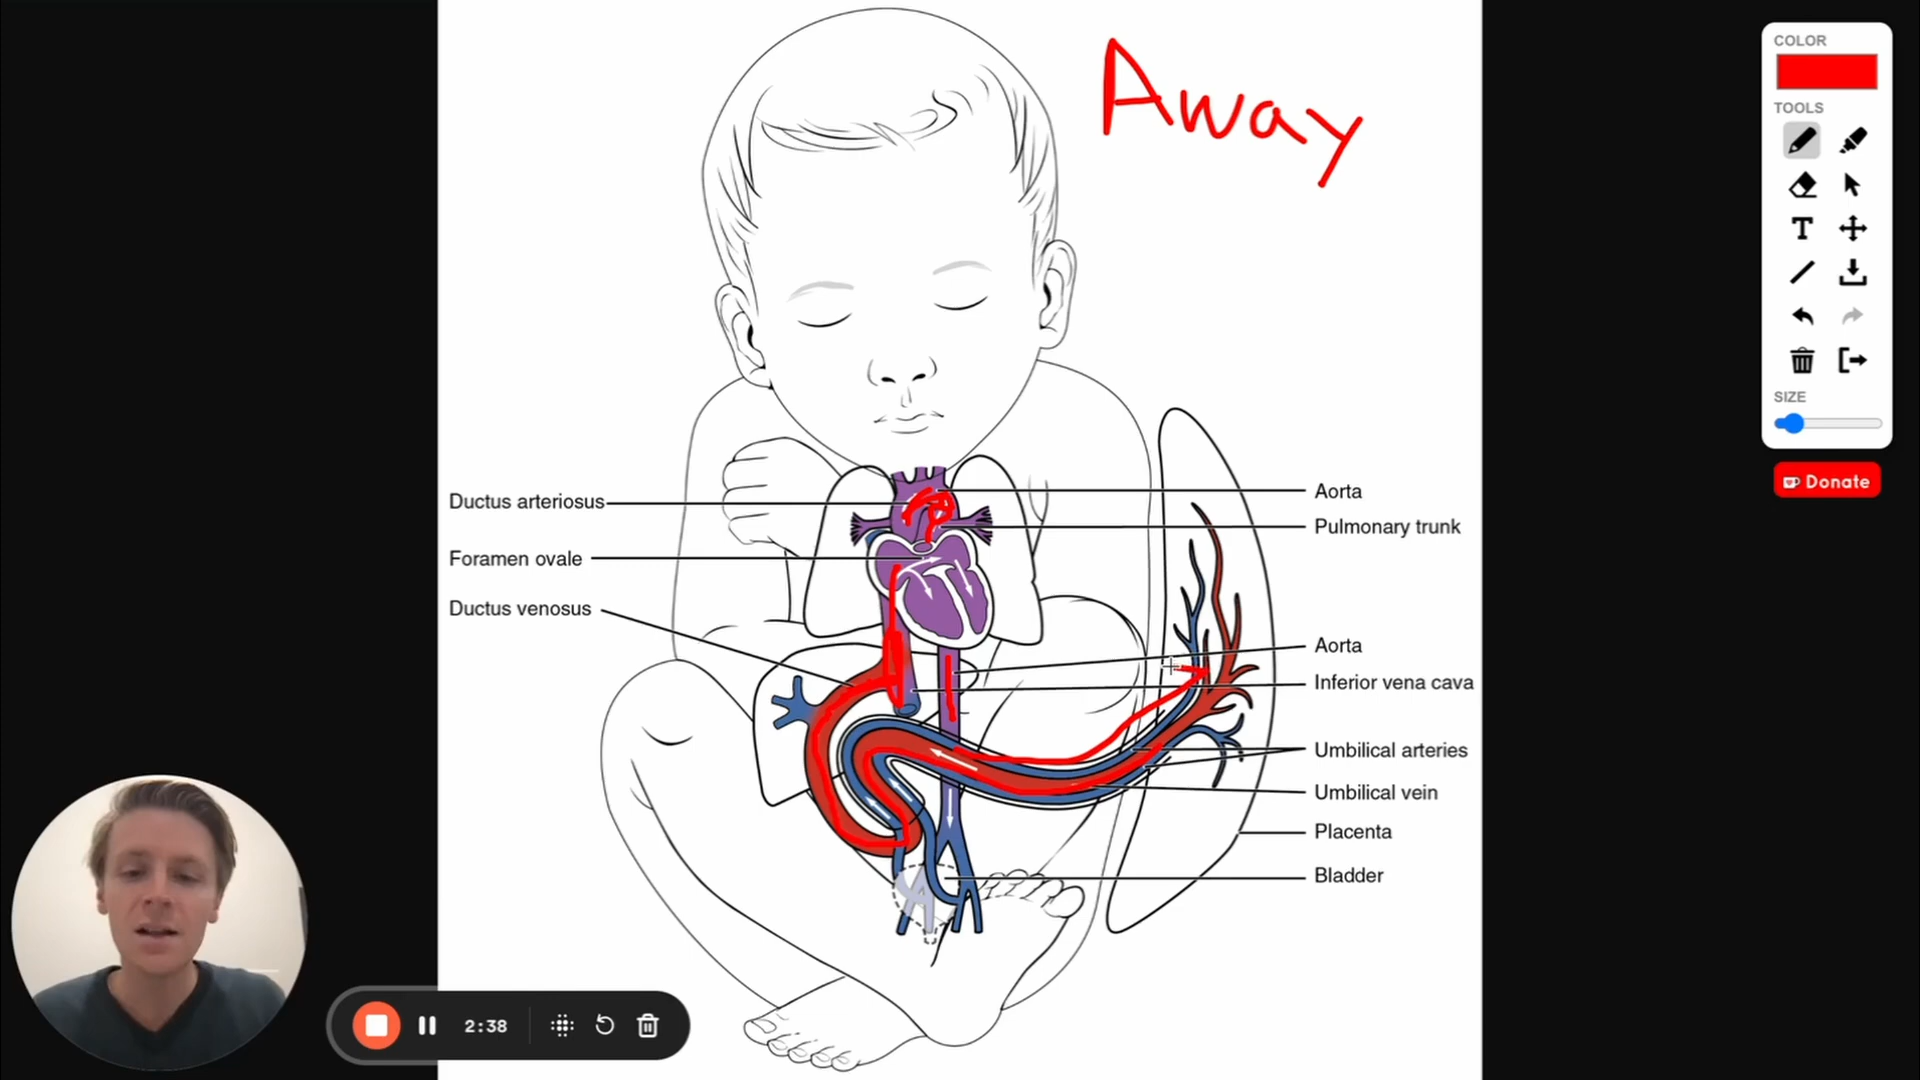 Away
COLOR
TOOLS
T
SIZE
Donate
Ductus arteriosus
Foramen ovale
Ductus venosus
Aorta
Pulmonary trunk
Aorta
Inferior vena cava
Umbilical arteries
Umbilical vein
Placenta
Bladder
2:38